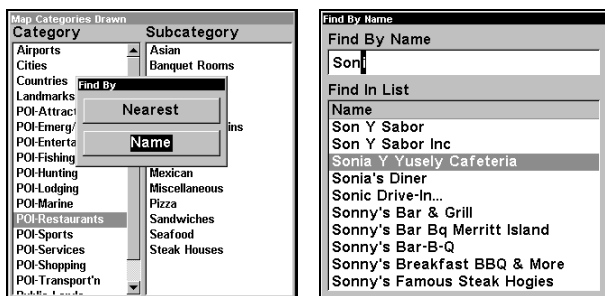 Map Categories Drawn
Category
Subcategory
Airports
Cities
Countries
Landmarks
POI-Attract
POI-Emerg/
POI-Enterta
POI-Fishing
POI-Hunting
POI-Lodging
POI-Marine
POI-Restaurants
POI-Sports
POI-Services
POI-Shopping
POI-Transport'n
Asian
Banquet Rooms
ins
Mexican
Miscellaneous
Pizza
Sandwiches
Seafood
Steak Houses
Find By
Nearest
Name
Find By Name
Find By Name
Soni
Find In List
Name
Son Y Sabor
Son Y Sabor Inc
Sonia Y Yusely Cafeteria
Sonia's Diner
Sonic Drive-In...
Sonny's Bar & Grill
Sonny's Bar Bq Merritt Island
Sonny's Bar-B-Q
Sonny's Breakfast BBQ & More
Sonny's Famous Steak Hogies